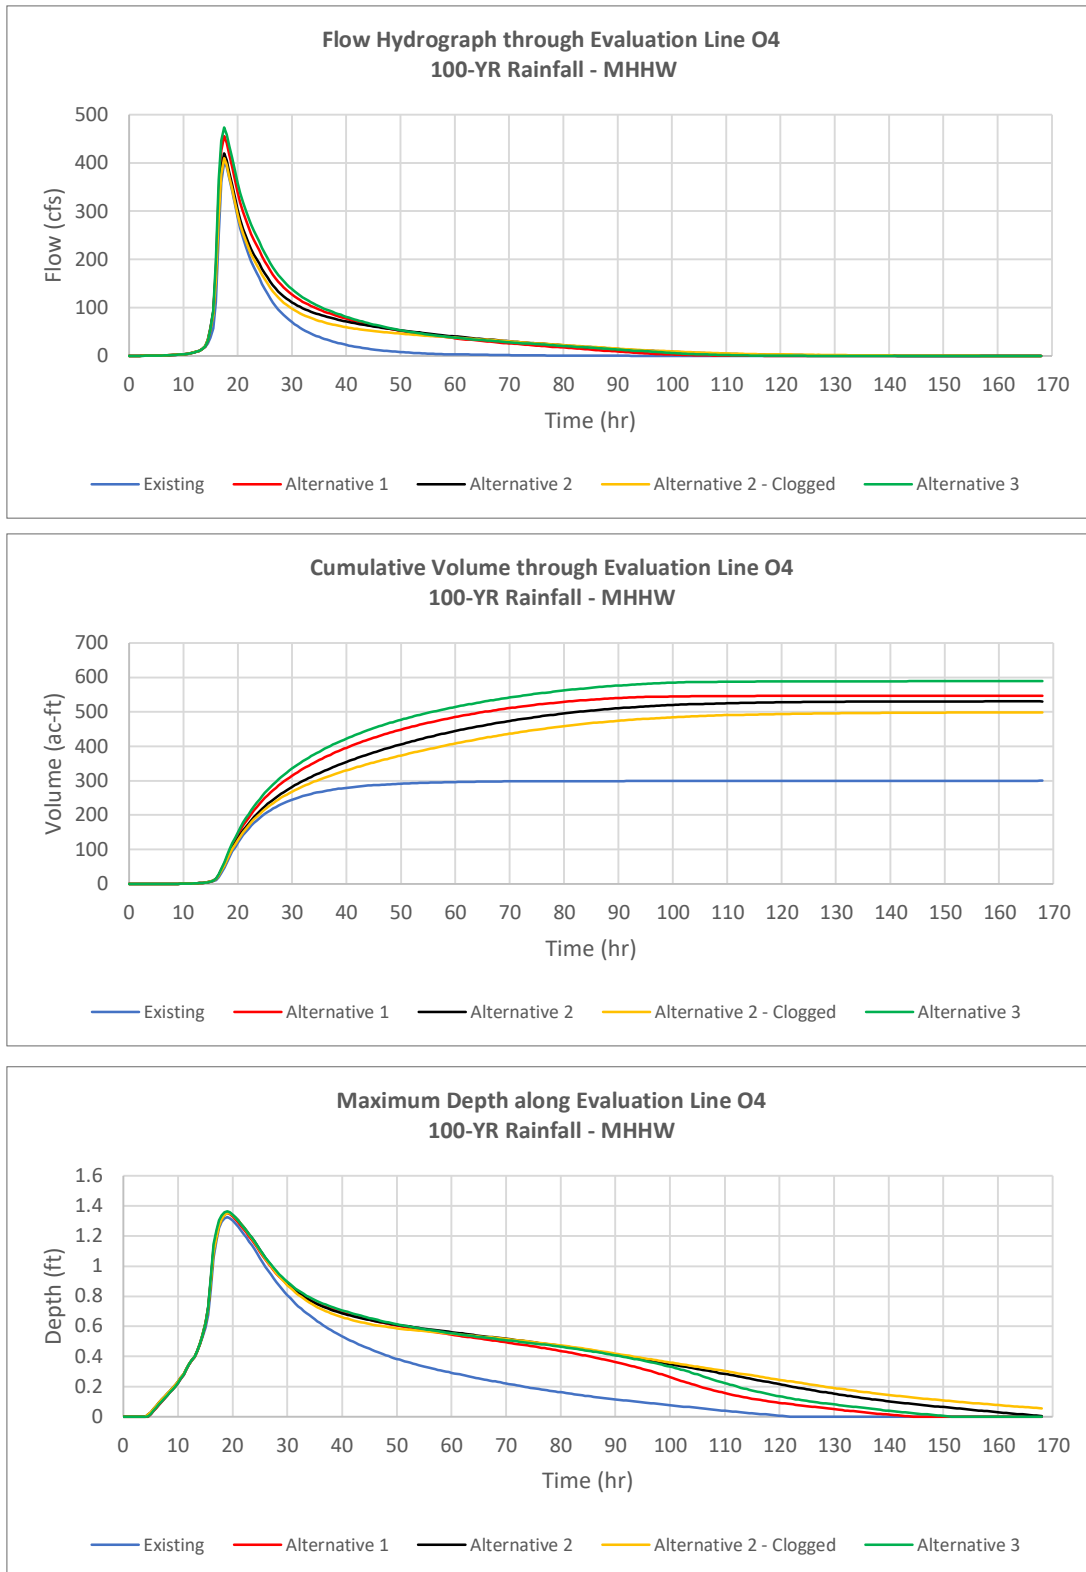 Flow Hydrograph through Evaluation Line O4
100-YR Rainfall - MHHW
500
400
300
200
100
0
Flow (cfs)
0 10 20 30 40 50 60 70 80 90 100 110 120 130 140 150 160 170
Time (hr)
Existing Alternative 1 Alternative 2 Alternative 2 - Clogged Alternative 3
Cumulative Volume through Evaluation Line O4
100-YR Rainfall - MHHW
700
600
500
400
300
200
100
0
Volume (ac-ft)
0 10 20 30 40 50 60 70 80 90 100 110 120 130 140 150 160 170
Time (hr)
Existing Alternative 1 Alternative 2 Alternative 2 - Clogged Alternative 3
Maximum Depth along Evaluation Line O4
100-YR Rainfall - MHHW
1.6
1.4
1.2
1
0.8
0.6
0.4
0.2
0
Depth (ft)
0 10 20 30 40 50 60 70 80 90 100 110 120 130 140 150 160 170
Time (hr)
Existing Alternative 1 Alternative 2 Alternative 2 - Clogged Alternative 3